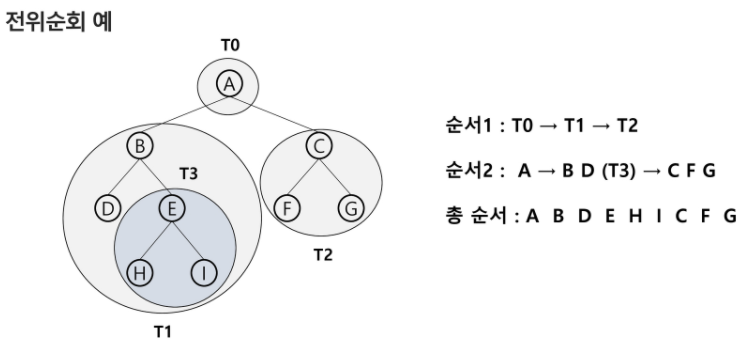 전위순회 예
T0
A
B
C
T3
D
E
F
G
H
I
T2
T1
순서1 : T0 → T1 → T2
순서2 : A → B D (T3) → C F G
총 순서 : A B D E H I C F G